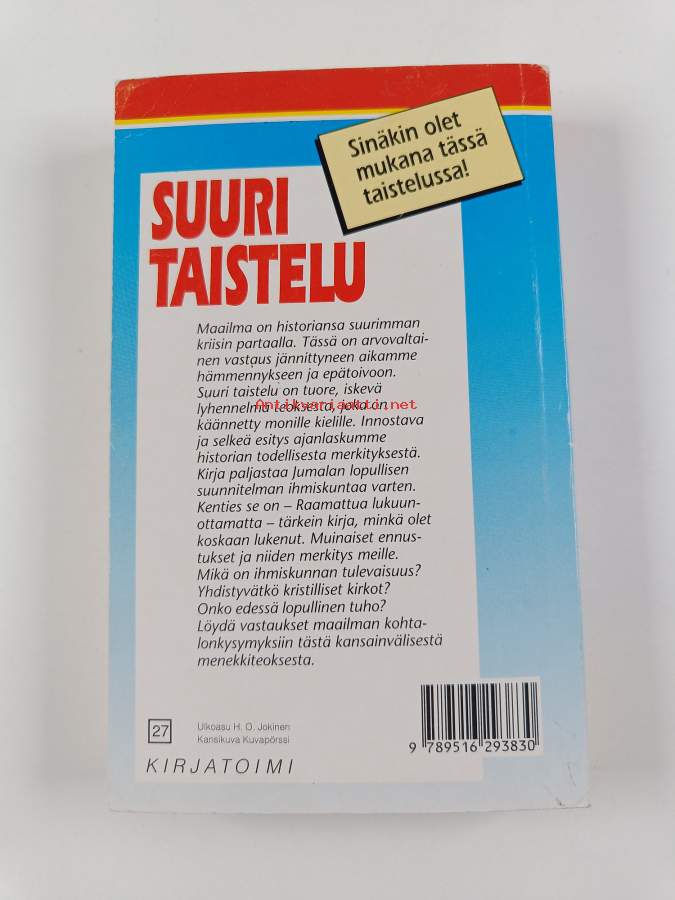 Sinäkin olet
mukana tässä
taistelussa!
SUURI
TAISTELU
Maailma on historiansa suurimman
kriisin partaalla. Tässä on arvovaltai-
nen vastaus jännittyneen aikamme
hämmennykseen ja epätoivoon.
Suuri taistelu on tuore, iskevä
lyhennelmä teoksesta, joka on
Antikvariaatti.net
käännetty monille kielille. Innostava
ja selkeä esitys ajanlaskumme
historian todellisesta merkityksestä.
Kirja paljastaa Jumalan lopullisen
suunnitelman ihmiskuntaa varten.
Kenties se on – Raamattua lukuun-
ottamatta – tärkein kirja, minkä olet
koskaan lukenut. Muinaiset ennus-
tukset ja niiden merkitys meille.
Mikä on ihmiskunnan tulevaisuus?
Yhdistyvätkö kristilliset kirkot?
Onko edessä lopullinen tuho?
Löydä vastaukset maailman kohta-
lonkysymyksiin tästä kansainvälisestä
menekkiteoksesta.
27
Ulkoasu H. O. Jokinen
Kansikuva Kuvapörssi
KIRJATOIMI
9 789516 293830